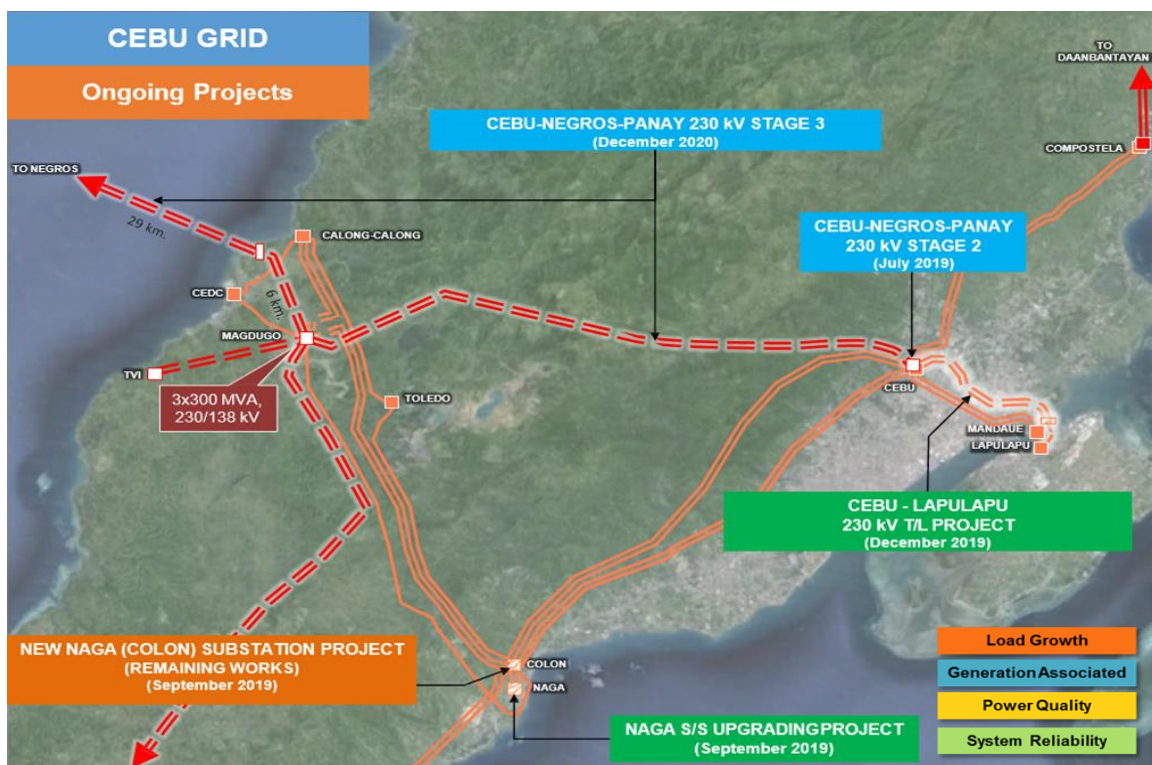 CEBU GRID
Ongoing Projects
TO
DAANBANTAYAN
CEBU-NEGROS-PANAY 230 kV STAGE 3
(December 2020)
COMPOSTELA
TO NEGROS
29 km.
CALONG-CALONG
CEBU-NEGROS-PANAY
230 kV STAGE 2
(July 2019)
CEDC
6 km.
MAGDUGO
TVI
3x300 MVA,
230/138 kV
TOLEDO
CEBU
MANDAUE
LAPULAPU
CEBU - LAPULAPU
230 kV T/L PROJECT
(December 2019)
NEW NAGA (COLON) SUBSTATION PROJECT
(REMAINING WORKS)
(September 2019)
COLON
NAGA
NAGA S/S UPGRADING PROJECT
(September 2019)
Load Growth
Generation Associated
Power Quality
System Reliability